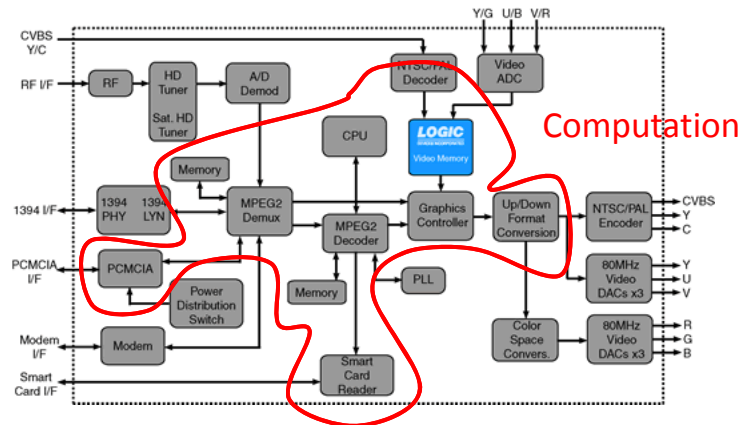 Y/G U/B V/R
CVBS
Y/C
RF I/F
RF
HD
Tuner
Sat. HD
Tuner
A/D
Demod
NTSC/PAL
Decoder
Video
ADC
Computation
CPU
LOGIC
DEVICES INCORPORATED
Video Memory
Memory
1394 I/F
1394 1394
PHY LYN
MPEG2
Demux
MPEG2
Decoder
Graphics
Controller
Up/Down
Format
Conversion
NTSC/PAL
Encoder
CVBS
Y
C
PCMCIA
I/F
PCMCIA
Power
Distribution
Switch
Memory
PLL
80MHz
Video
DACs x3
Y
U
V
Modem
I/F
Modem
Smart
Card I/F
Smart
Card
Reader
Color
Space
Convers.
80MHz
Video
DACs x3
R
G
B